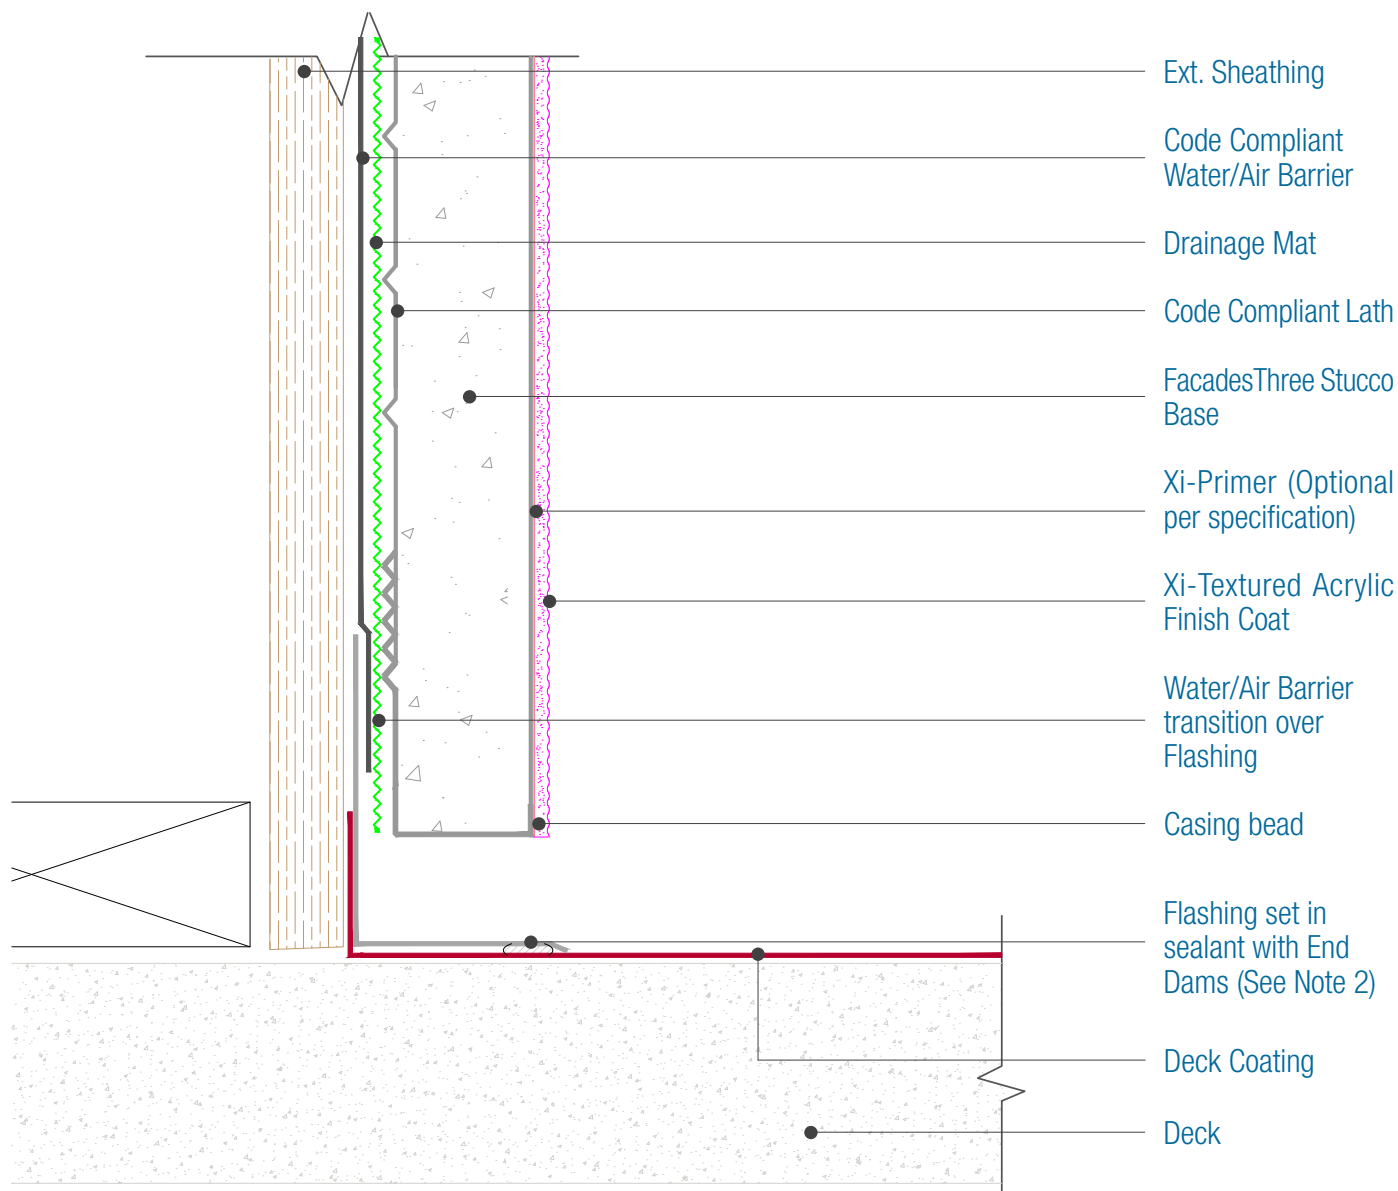 Ext. Sheathing
Code Compliant
Water/Air Barrier
Drainage Mat
Code Compliant Lath
FacadesThree Stucco
Base
Xi-Primer (Optional
per specification)
Xi-Textured Acrylic
Finish Coat
Water/Air Barrier
transition over
Flashing
Casing bead
Flashing set in
sealant with End
Dams (See Note 2)
Deck Coating
Deck